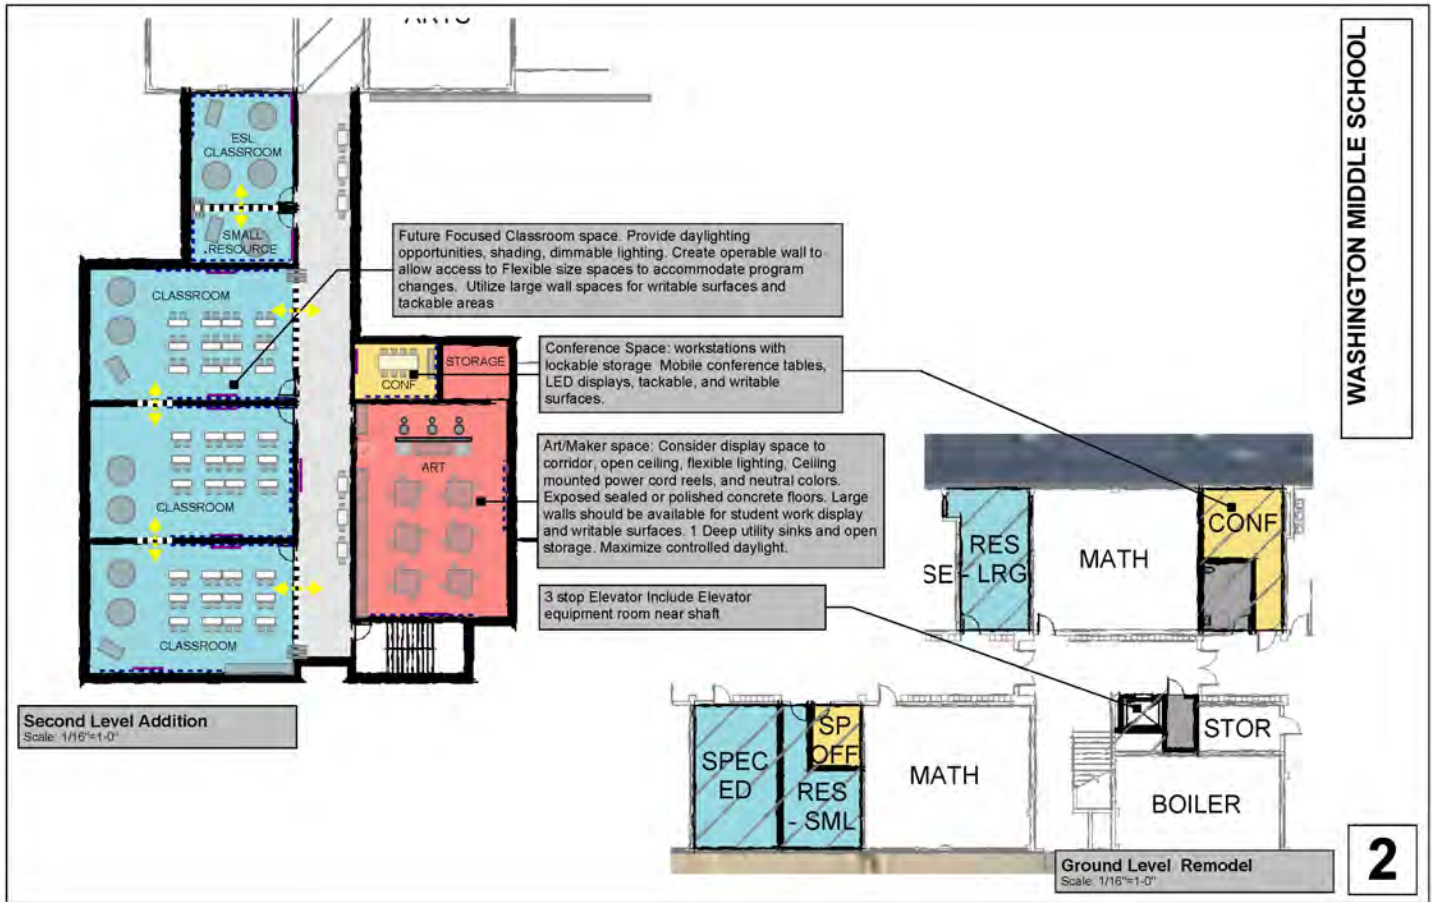 ARTS
WASHINGTON MIDDLE SCHOOL
ESL
CLASSROOM
SMALL
RESOURCE
CLASSROOM
Future Focused Classroom space. Provide daylighting
opportunities, shading, dimmable lighting. Create operable wall to
allow access to Flexible size spaces to accommodate program
changes. Utilize large wall spaces for writable surfaces and
tackable areas
CONF
STORAGE
Conference Space: workstations with
lockable storage Mobile conference tables,
LED displays, tackable, and writable
surfaces.
ART
CLASSROOM
Art/Maker space: Consider display space to
corridor, open ceiling, flexible lighting, Ceiling
mounted power cord reels, and neutral colors.
Exposed sealed or polished concrete floors. Large
walls should be available for student work display
and writable surfaces. 1 Deep utility sinks and open
storage. Maximize controlled daylight.
CLASSROOM
3 stop Elevator Include Elevator
equipment room near shaft
RES
SE - LRG
MATH
CONF
Second Level Addition
Scale: 1/16"=1-0"
SPEC
ED
SP
OFF
RES
- SML
MATH
STOR
BOILER
Ground Level Remodel
Scale: 1/16"=1-0"
2